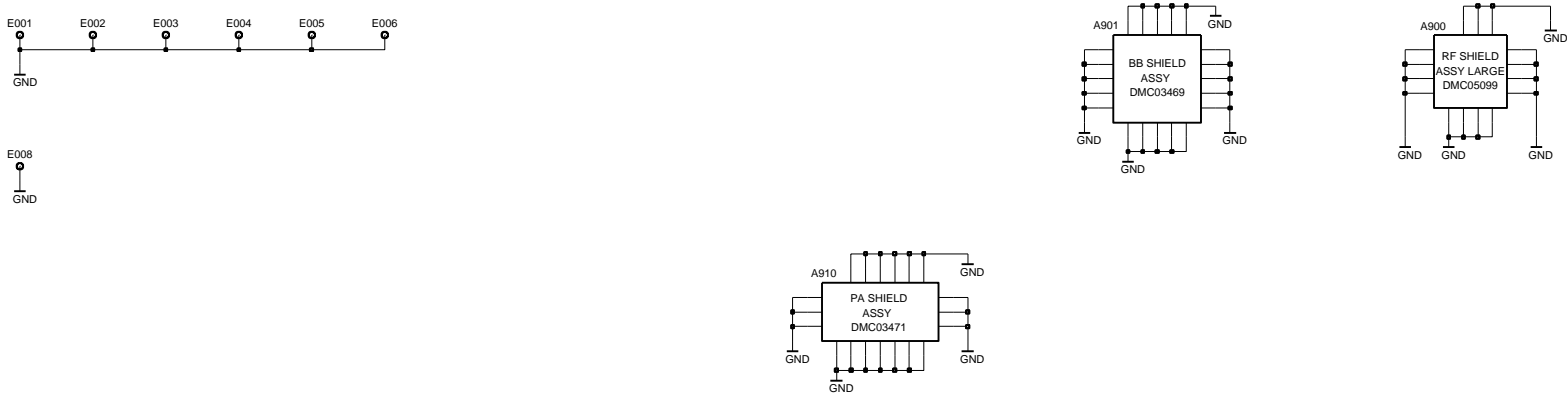 E001 E002 E003 E004 E005 E006
GND
E008
GND
A901
GND
BB SHIELD
ASSY
DMC03469
GND
GND
GND
A900
GND
RF SHIELD
ASSY LARGE
DMC05099
GND
GND
GND
A910
GND
PA SHIELD
ASSY
DMC03471
GND
GND
GND